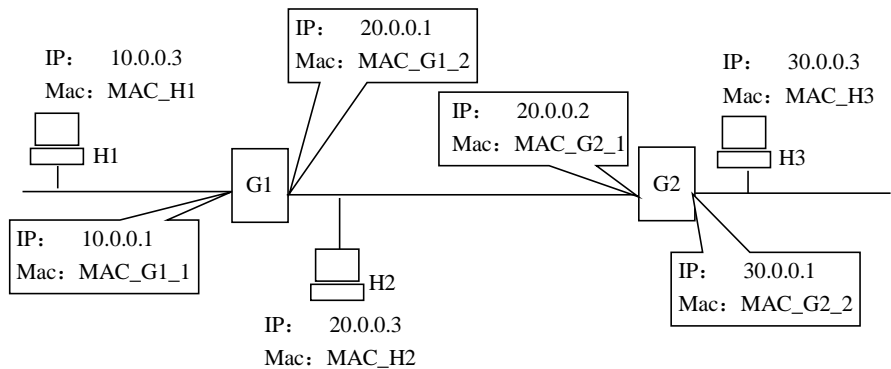 IP： 10.0.0.3
Mac：MAC_H1
H1
IP： 20.0.0.1
Mac：MAC_G1_2
IP： 20.0.0.2
Mac：MAC_G2_1
IP： 30.0.0.3
Mac：MAC_H3
H3
G1
G2
IP： 10.0.0.1
Mac：MAC_G1_1
H2
IP： 20.0.0.3
Mac：MAC_H2
IP： 30.0.0.1
Mac：MAC_G2_2